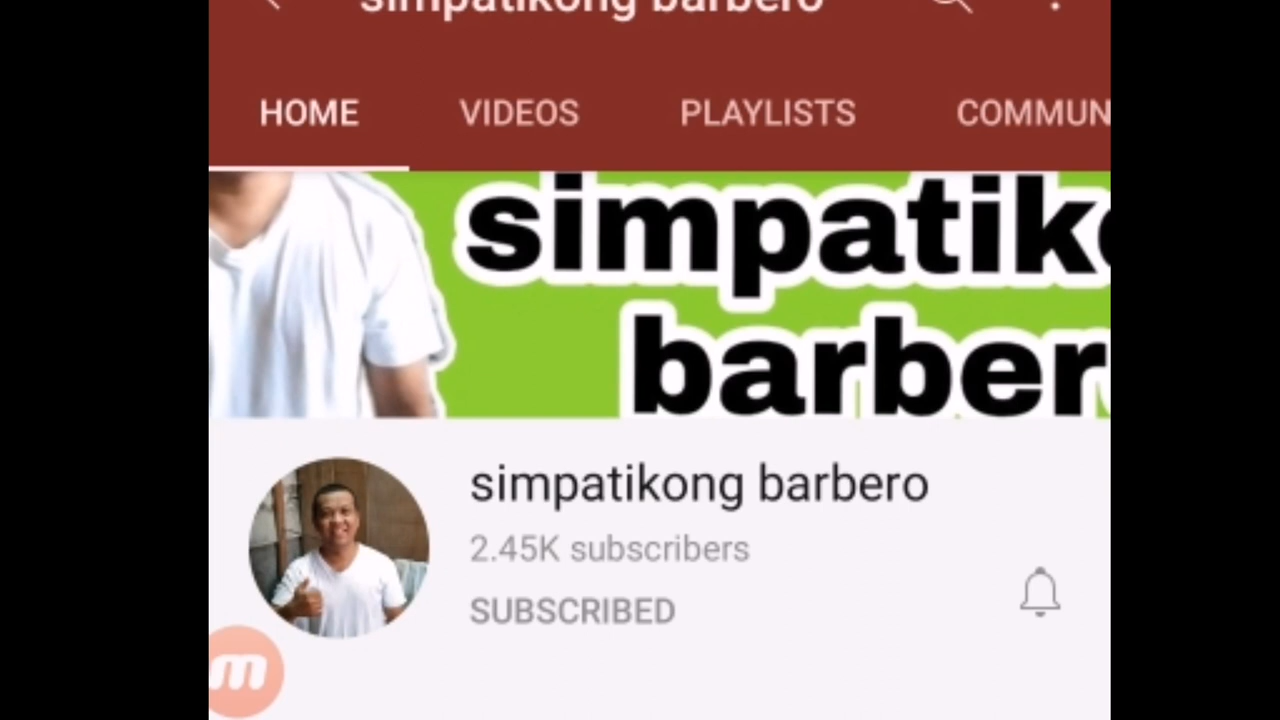 simpatikong barbero
HOME VIDEOS PLAYLISTS COMMUN
simpatik
barber
simpatikong barbero
2.45K subscribers
SUBSCRIBED
m